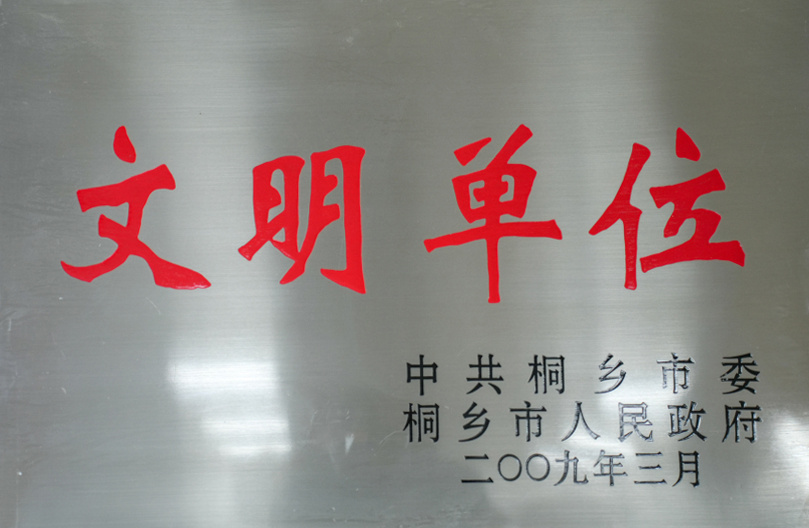 文明单位
中共桐乡市委
桐乡市人民政府
二〇〇九年三月